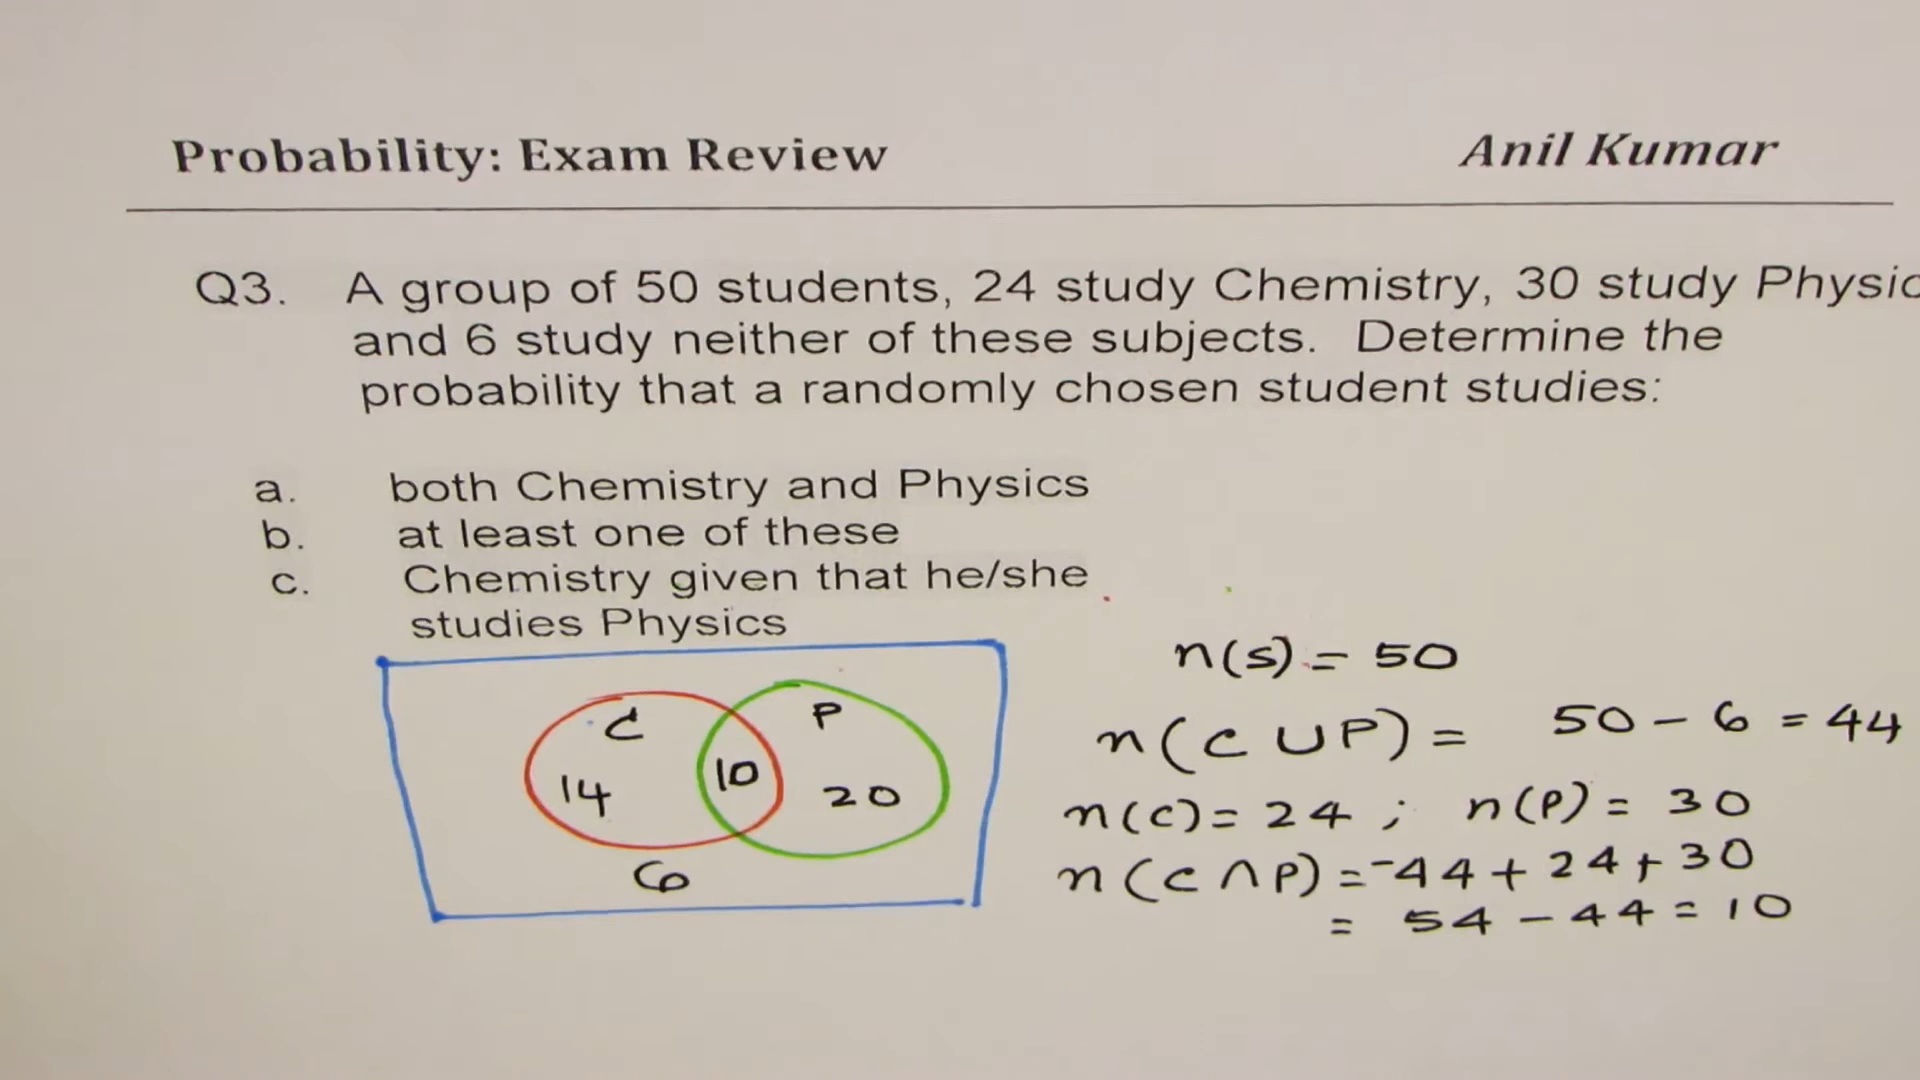 Probability: Exam Review Anil Kumar
Q3. A group of 50 students, 24 study Chemistry, 30 study Physic
and 6 study neither of these subjects. Determine the
probability that a randomly chosen student studies:
a. both Chemistry and Physics
b. at least one of these
c. Chemistry given that he/she
studies Physics
C P
14 10 20
6
n(s) = 50
n(C ∪ P) = 50 - 6 = 44
n(C) = 24 ; n(P) = 30
n(C ∩ P) = -44 + 24 + 30
= 54 - 44 = 10